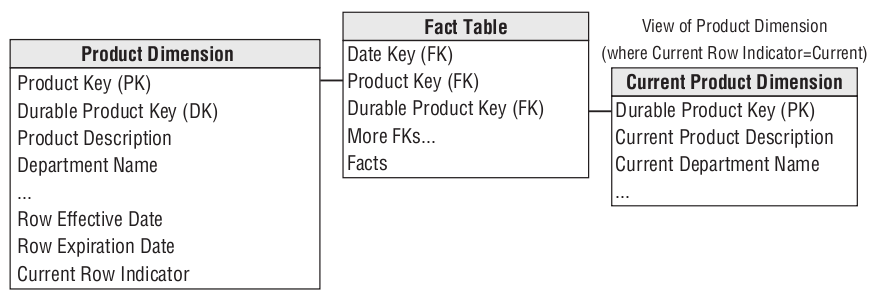 Product Dimension
Product Key (PK)
Durable Product Key (DK)
Product Description
Department Name
...
Row Effective Date
Row Expiration Date
Current Row Indicator
Fact Table
Date Key (FK)
Product Key (FK)
Durable Product Key (FK)
More FKs...
Facts
View of Product Dimension
(where Current Row Indicator=Current)
Current Product Dimension
Durable Product Key (PK)
Current Product Description
Current Department Name
...